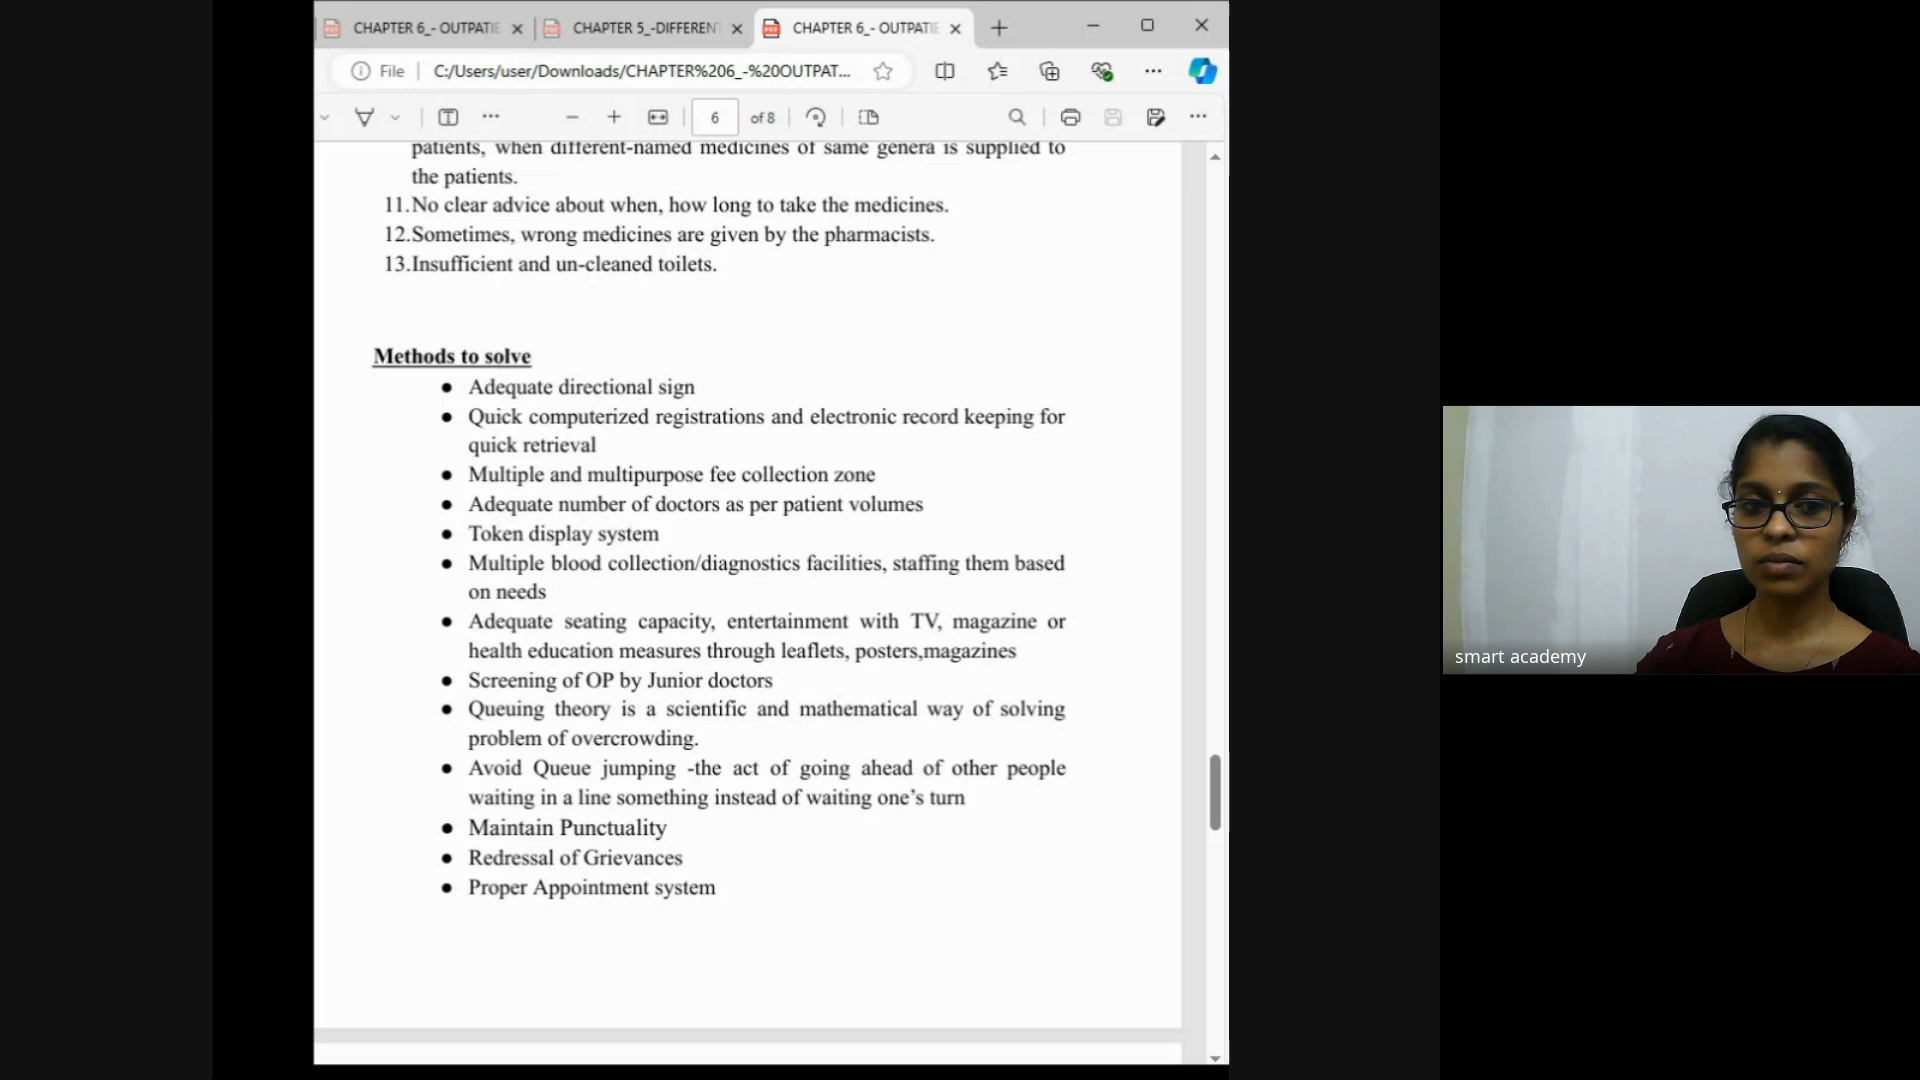 CHAPTER 6_- OUTPATIE
CHAPTER 5_-DIFFERENT
CHAPTER 6_- OUTPATIE
File
C:/Users/user/Downloads/CHAPTER%206_-%20OUTPAT...
6 of 8
patients, when different-named medicines of same genera is supplied to
the patients.
11.No clear advice about when, how long to take the medicines.
12.Sometimes, wrong medicines are given by the pharmacists.
13.Insufficient and un-cleaned toilets.
Methods to solve
● Adequate directional sign
● Quick computerized registrations and electronic record keeping for
quick retrieval
● Multiple and multipurpose fee collection zone
● Adequate number of doctors as per patient volumes
● Token display system
● Multiple blood collection/diagnostics facilities, staffing them based
on needs
● Adequate seating capacity, entertainment with TV, magazine or
health education measures through leaflets, posters,magazines
● Screening of OP by Junior doctors
● Queuing theory is a scientific and mathematical way of solving
problem of overcrowding.
● Avoid Queue jumping -the act of going ahead of other people
waiting in a line something instead of waiting one’s turn
● Maintain Punctuality
● Redressal of Grievances
● Proper Appointment system
smart academy